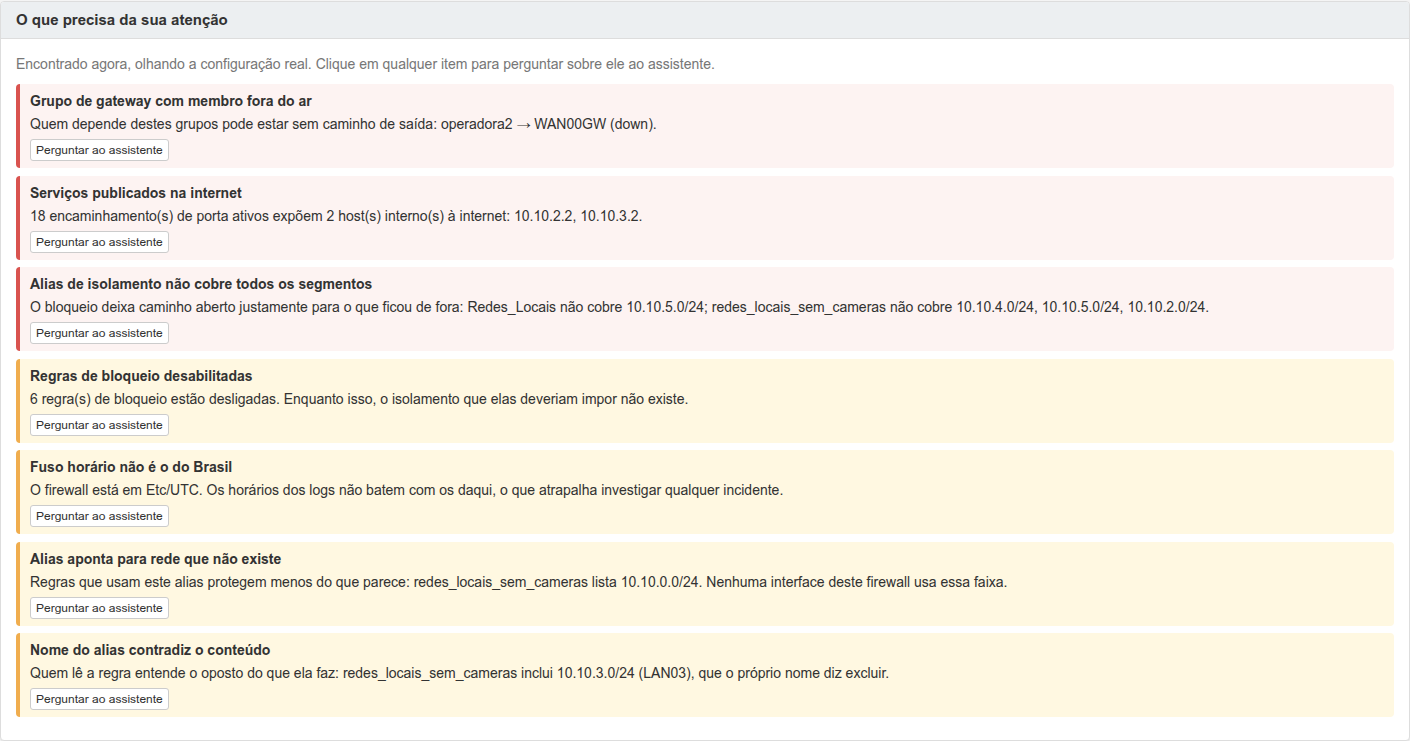 O que precisa da sua atenção
Encontrado agora, olhando a configuração real. Clique em qualquer item para perguntar sobre ele ao assistente.
Grupo de gateway com membro fora do ar
Quem depende destes grupos pode estar sem caminho de saída: operadora2 → WAN00GW (down).
Perguntar ao assistente
Serviços publicados na internet
18 encaminhamento(s) de porta ativos expõem 2 host(s) interno(s) à internet: 10.10.2.2, 10.10.3.2.
Perguntar ao assistente
Alias de isolamento não cobre todos os segmentos
O bloqueio deixa caminho aberto justamente para o que ficou de fora: Redes_Locais não cobre 10.10.5.0/24; redes_locais_sem_cameras não cobre 10.10.4.0/24, 10.10.5.0/24, 10.10.2.0/24.
Perguntar ao assistente
Regras de bloqueio desabilitadas
6 regra(s) de bloqueio estão desligadas. Enquanto isso, o isolamento que elas deveriam impor não existe.
Perguntar ao assistente
Fuso horário não é o do Brasil
O firewall está em Etc/UTC. Os horários dos logs não batem com os daqui, o que atrapalha investigar qualquer incidente.
Perguntar ao assistente
Alias aponta para rede que não existe
Regras que usam este alias protegem menos do que parece: redes_locais_sem_cameras lista 10.10.0.0/24. Nenhuma interface deste firewall usa essa faixa.
Perguntar ao assistente
Nome do alias contradiz o conteúdo
Quem lê a regra entende o oposto do que ela faz: redes_locais_sem_cameras inclui 10.10.3.0/24 (LAN03), que o próprio nome diz excluir.
Perguntar ao assistente